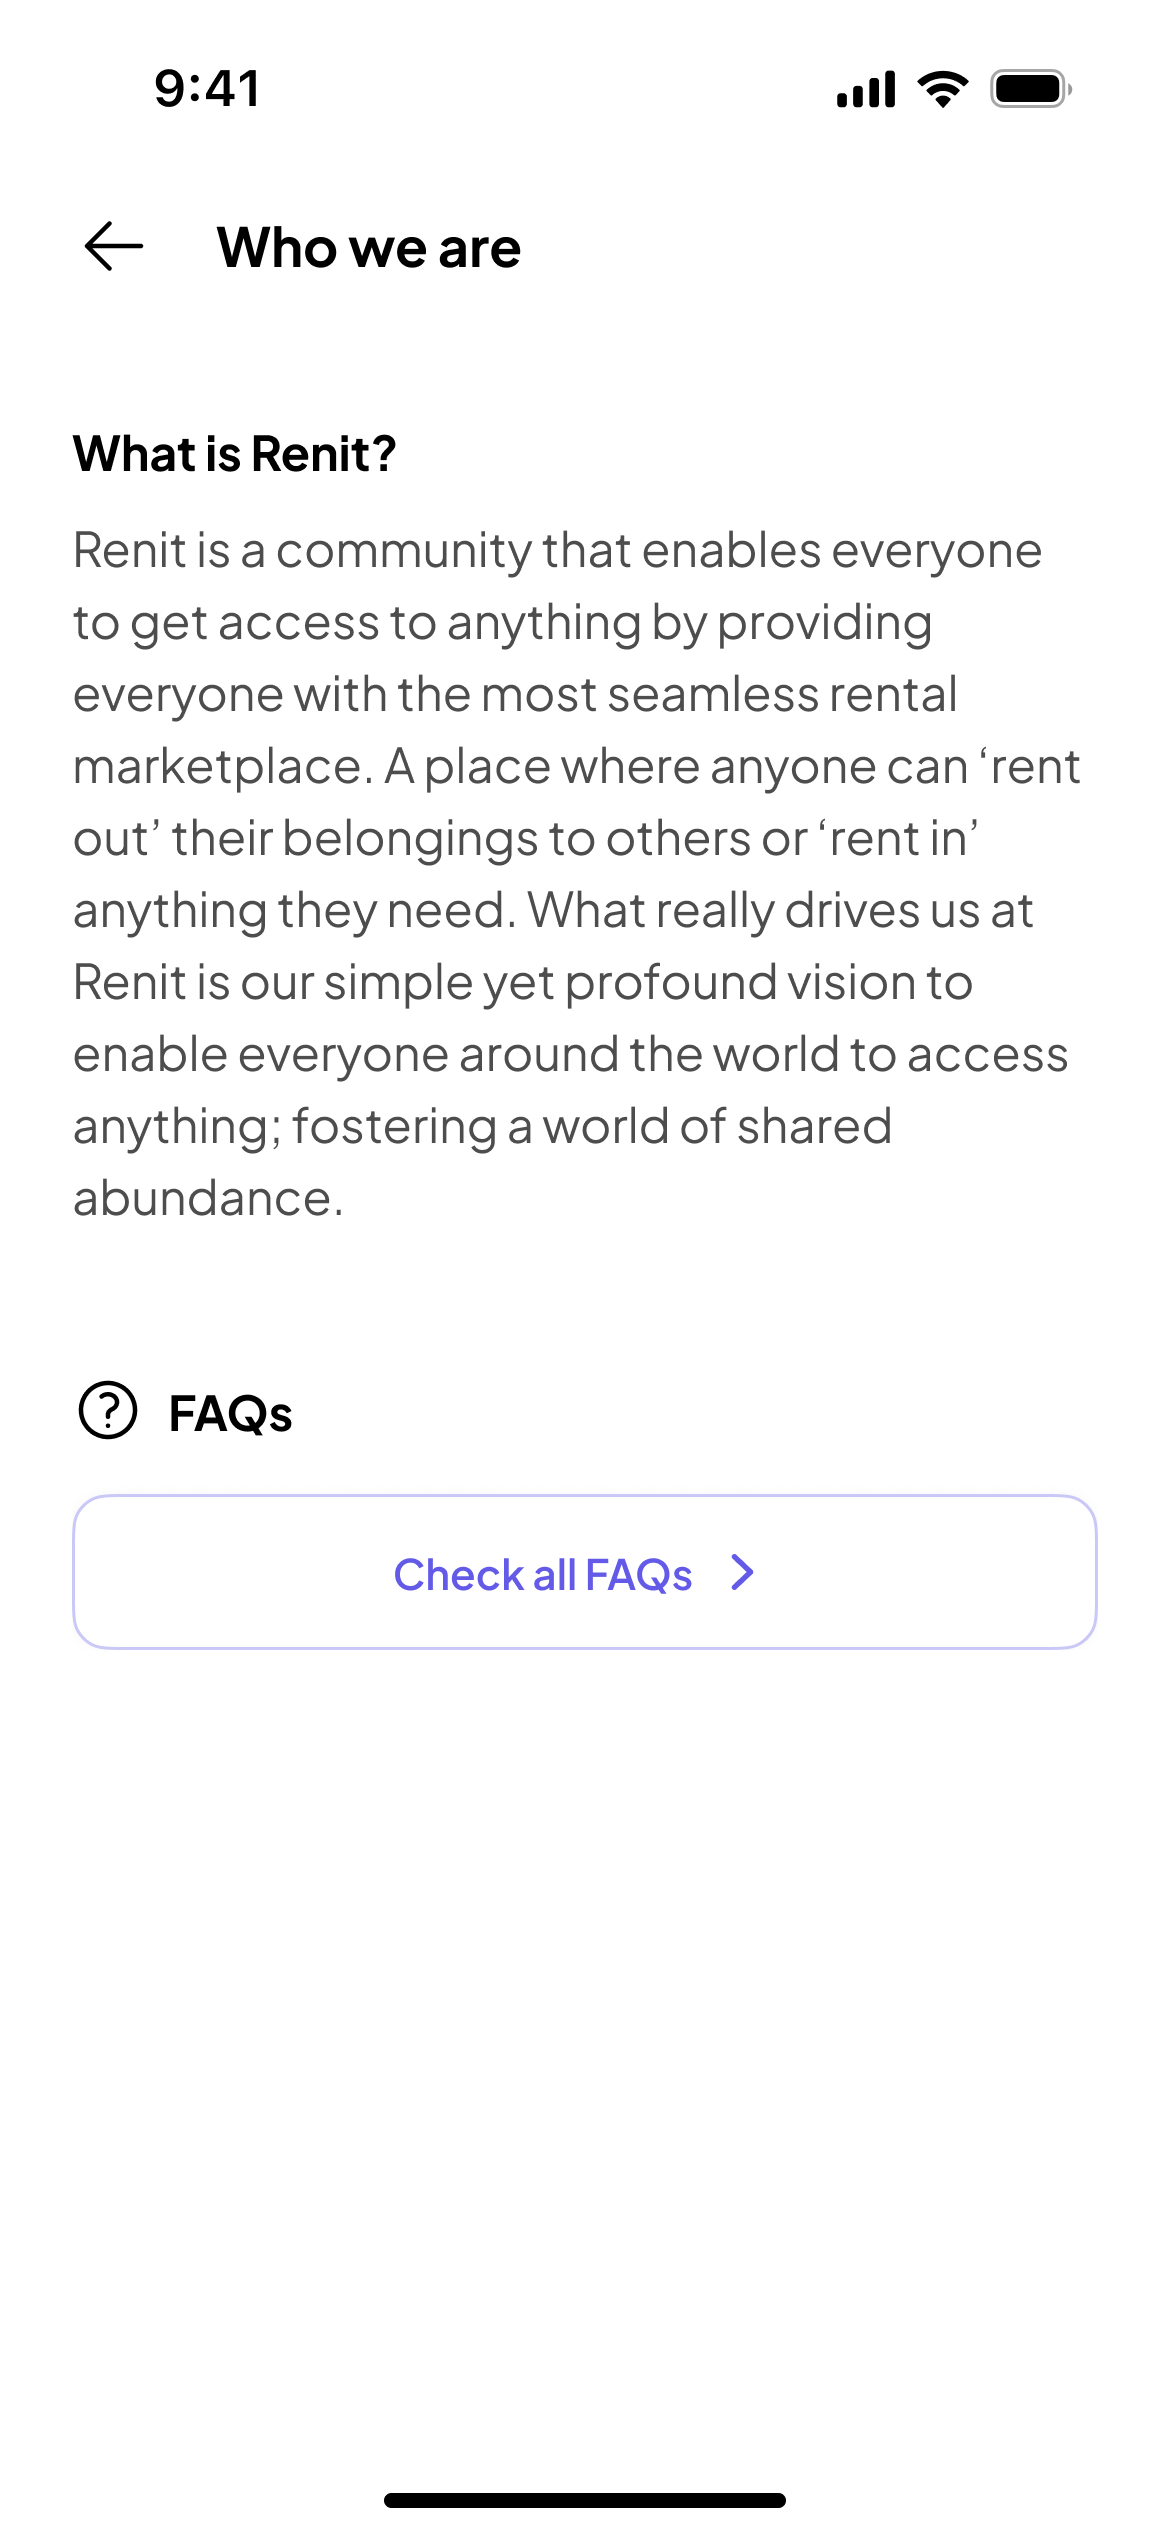 9:41
Who we are
What is Renit?
Renit is a community that enables everyone
to get access to anything by providing
everyone with the most seamless rental
marketplace. A place where anyone can ‘rent
out’ their belongings to others or ‘rent in’
anything they need. What really drives us at
Renit is our simple yet profound vision to
enable everyone around the world to access
anything; fostering a world of shared
abundance.
FAQs
Check all FAQs